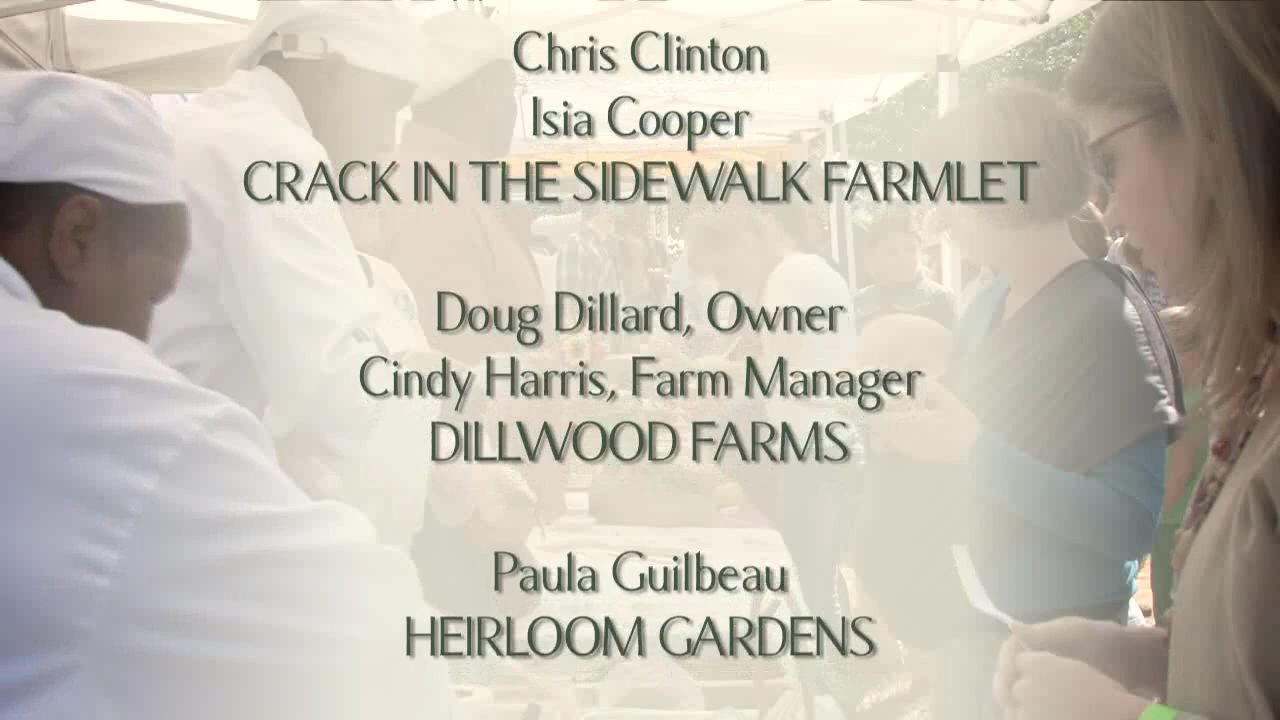 Chris Clinton
Isia Cooper
CRACK IN THE SIDEWALK FARMLET
Doug Dillard, Owner
Cindy Harris, Farm Manager
DILLWOOD FARMS
Paula Guilbeau
HEIRLOOM GARDENS